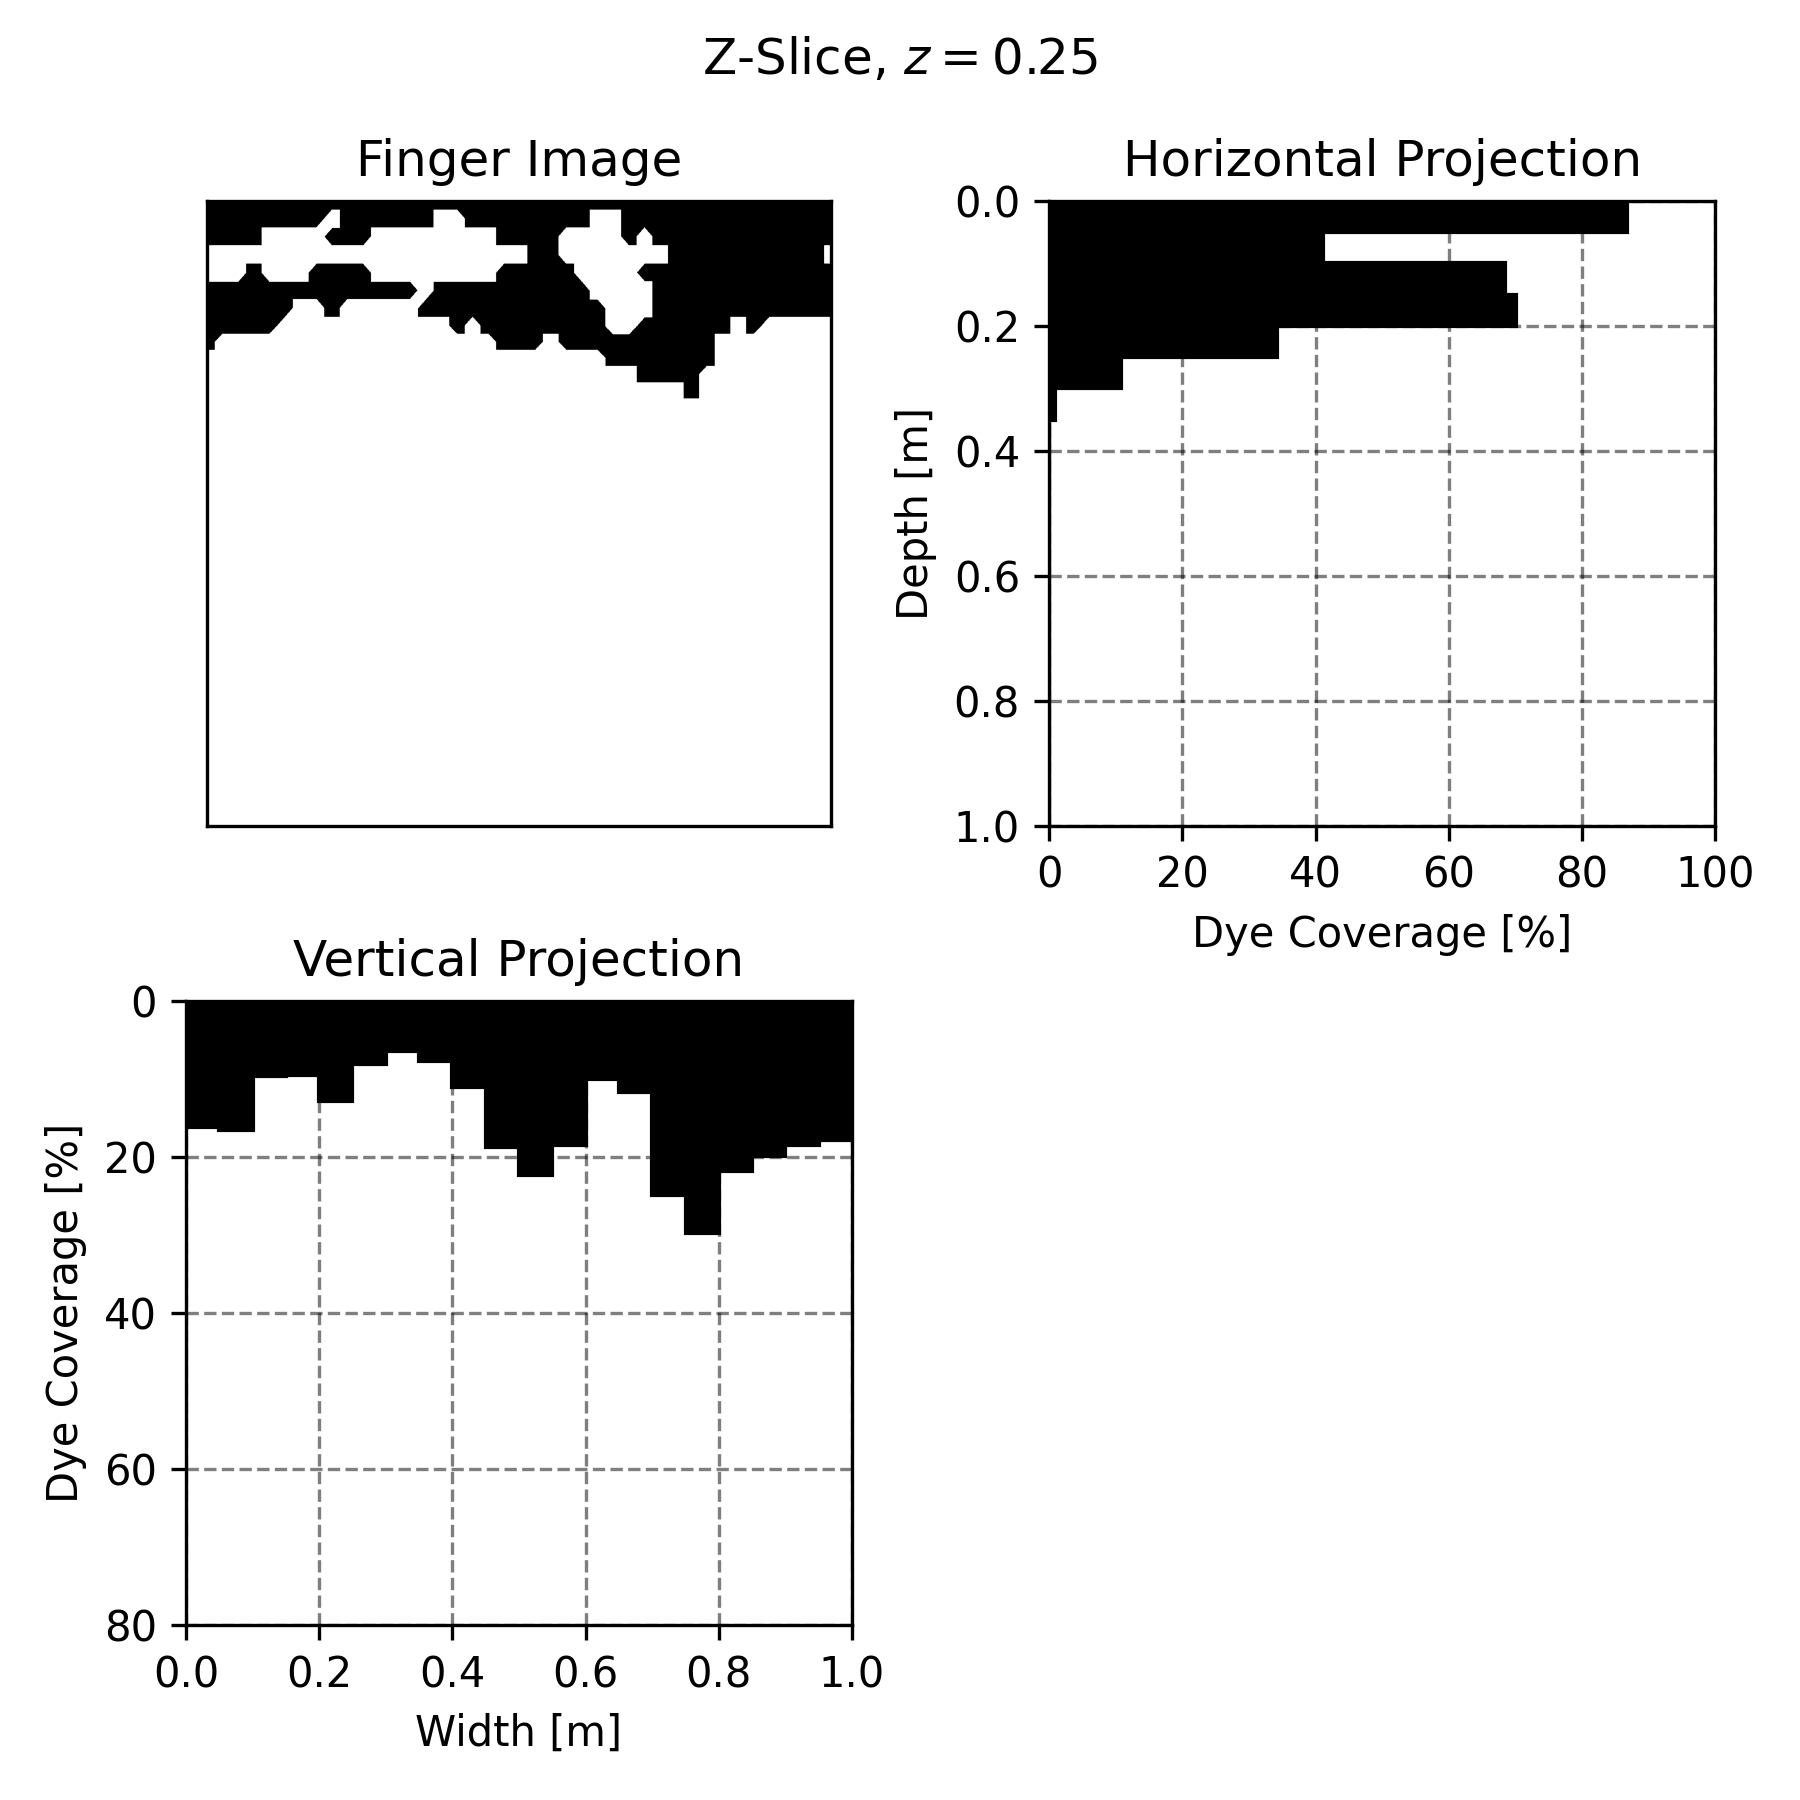 Z-Slice, z = 0.25
Finger Image
Horizontal Projection
0.0
0.2
0.4
0.6
0.8
1.0
Depth [m]
0 20 40 60 80 100
Dye Coverage [%]
Vertical Projection
0
20
40
60
80
Dye Coverage [%]
0.0 0.2 0.4 0.6 0.8 1.0
Width [m]